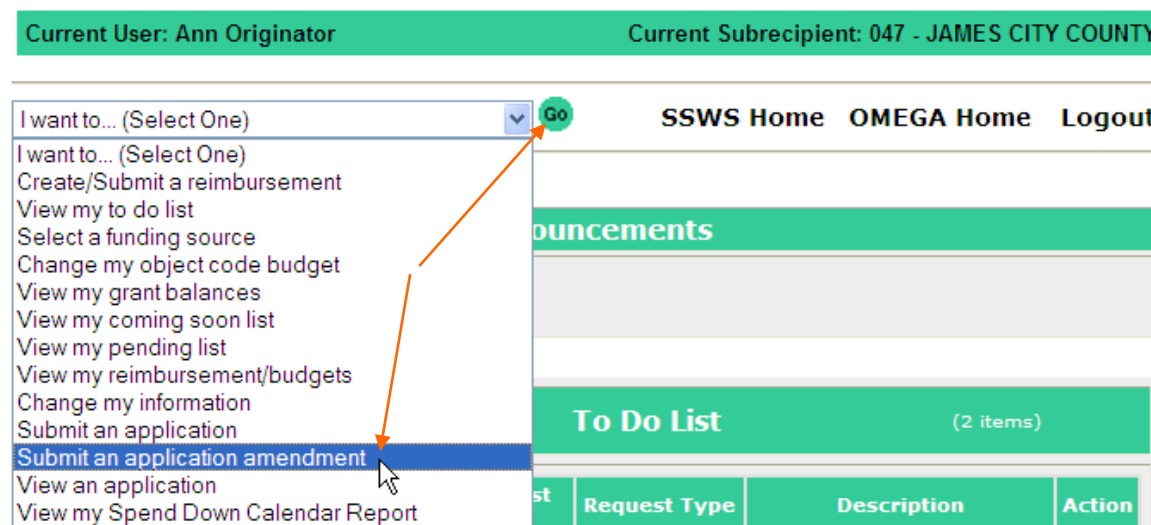 Current User: Ann Originator Current Subrecipient: 047 - JAMES CITY COUNTY
I want to... (Select One) Go SSWS Home OMEGA Home Logout
I want to... (Select One)
Create/Submit a reimbursement
View my to do list
Select a funding source
Change my object code budget
View my grant balances
View my coming soon list
View my pending list
View my reimbursement/budgets
Change my information
Submit an application
Submit an application amendment
View an application
View my Spend Down Calendar Report
ouncements
To Do List (2 items)
st Request Type Description Action